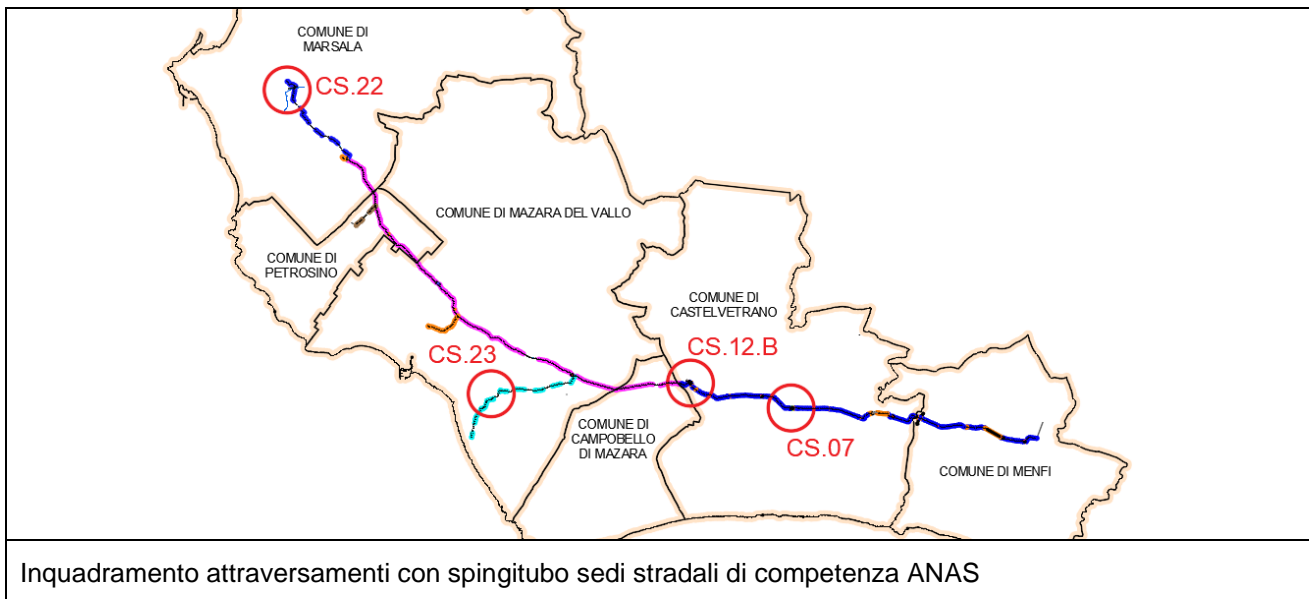 COMUNE DI
MARSALA
CS.22
COMUNE DI MAZARA DEL VALLO
COMUNE DI
PETROSINO
COMUNE DI
CASTELVETRANO
CS.23
CS.12.B
COMUNE DI
CAMPOBELLO
DI MAZARA
CS.07
COMUNE DI MENFI
Inquadramento attraversamenti con spingitubo sedi stradali di competenza ANAS